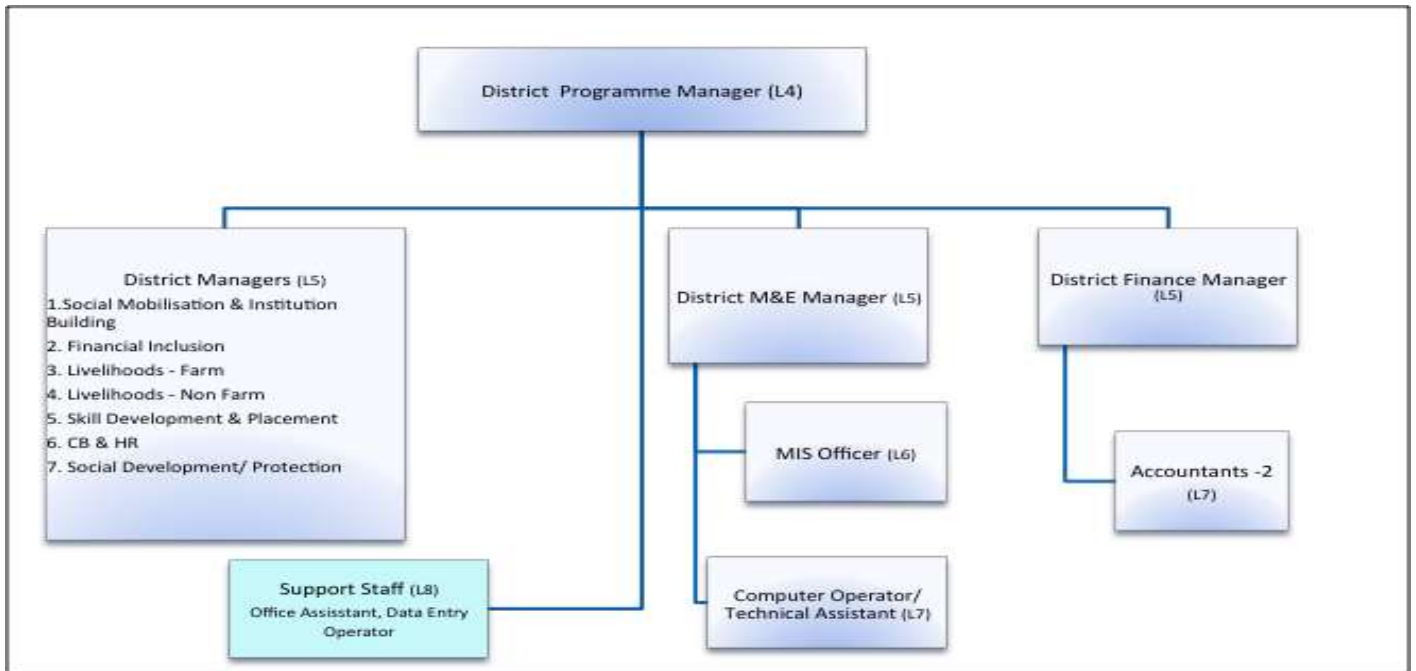 District Programme Manager (L4)
District Managers (L5)
1.Social Mobilisation & Institution
Building
2. Financial Inclusion
3. Livelihoods - Farm
4. Livelihoods - Non Farm
5. Skill Development & Placement
6. CB & HR
7. Social Development/ Protection
District M&E Manager (L5)
District Finance Manager
(L5)
MIS Officer (L6)
Accountants -2
(L7)
Support Staff (L8)
Office Assisstant, Data Entry
Operator
Computer Operator/
Technical Assistant (L7)